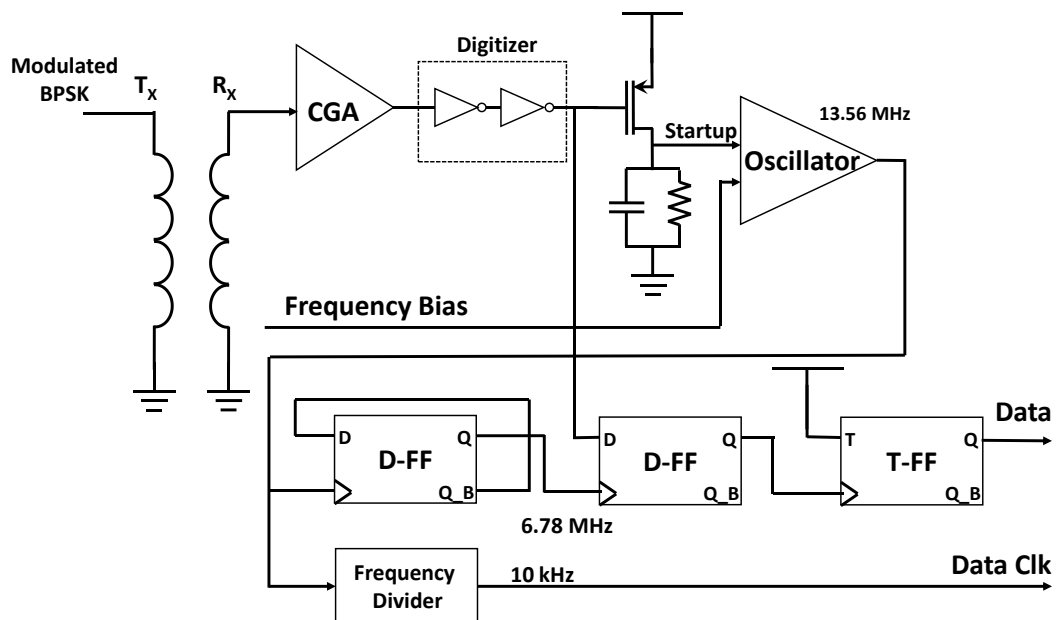 Modulated
BPSK
TX
RX
CGA
Digitizer
Startup
13.56 MHz
Oscillator
Frequency Bias
D
Q
D-FF
Q_B
D
Q
D-FF
Q_B
6.78 MHz
T
Q
T-FF
Q_B
Data
Frequency
Divider
10 kHz
Data Clk